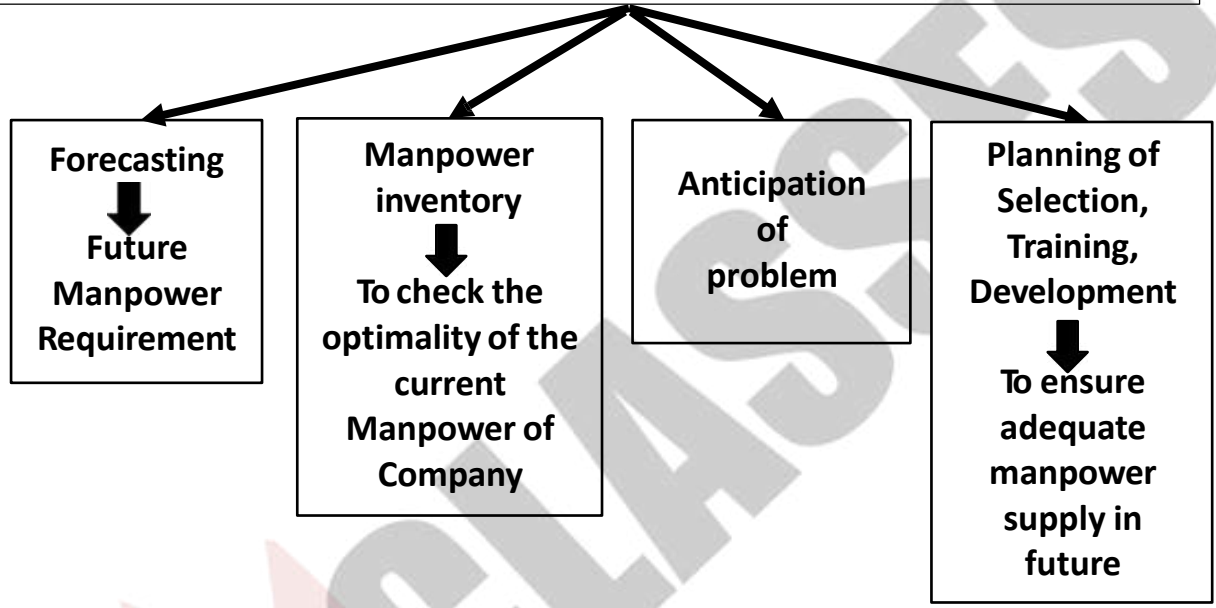 Forecasting
Future
Manpower
Requirement
Manpower
inventory
To check the
optimality of the
current
Manpower of
Company
Anticipation
of
problem
Planning of
Selection,
Training,
Development
To ensure
adequate
manpower
supply in
future
CLASSES